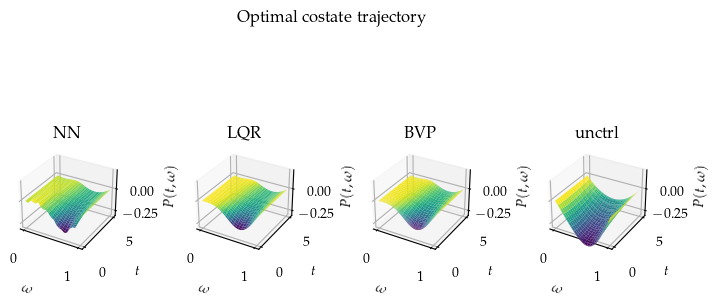 Optimal costate trajectory
NN
LQR
BVP
unctrl
0.00
−0.25
P(t, ω)
0
1
ω
0
5
t
0.00
−0.25
P(t, ω)
0
1
ω
0
5
t
0.00
−0.25
P(t, ω)
0
1
ω
0
5
t
0.00
−0.25
P(t, ω)
0
1
ω
0
5
t